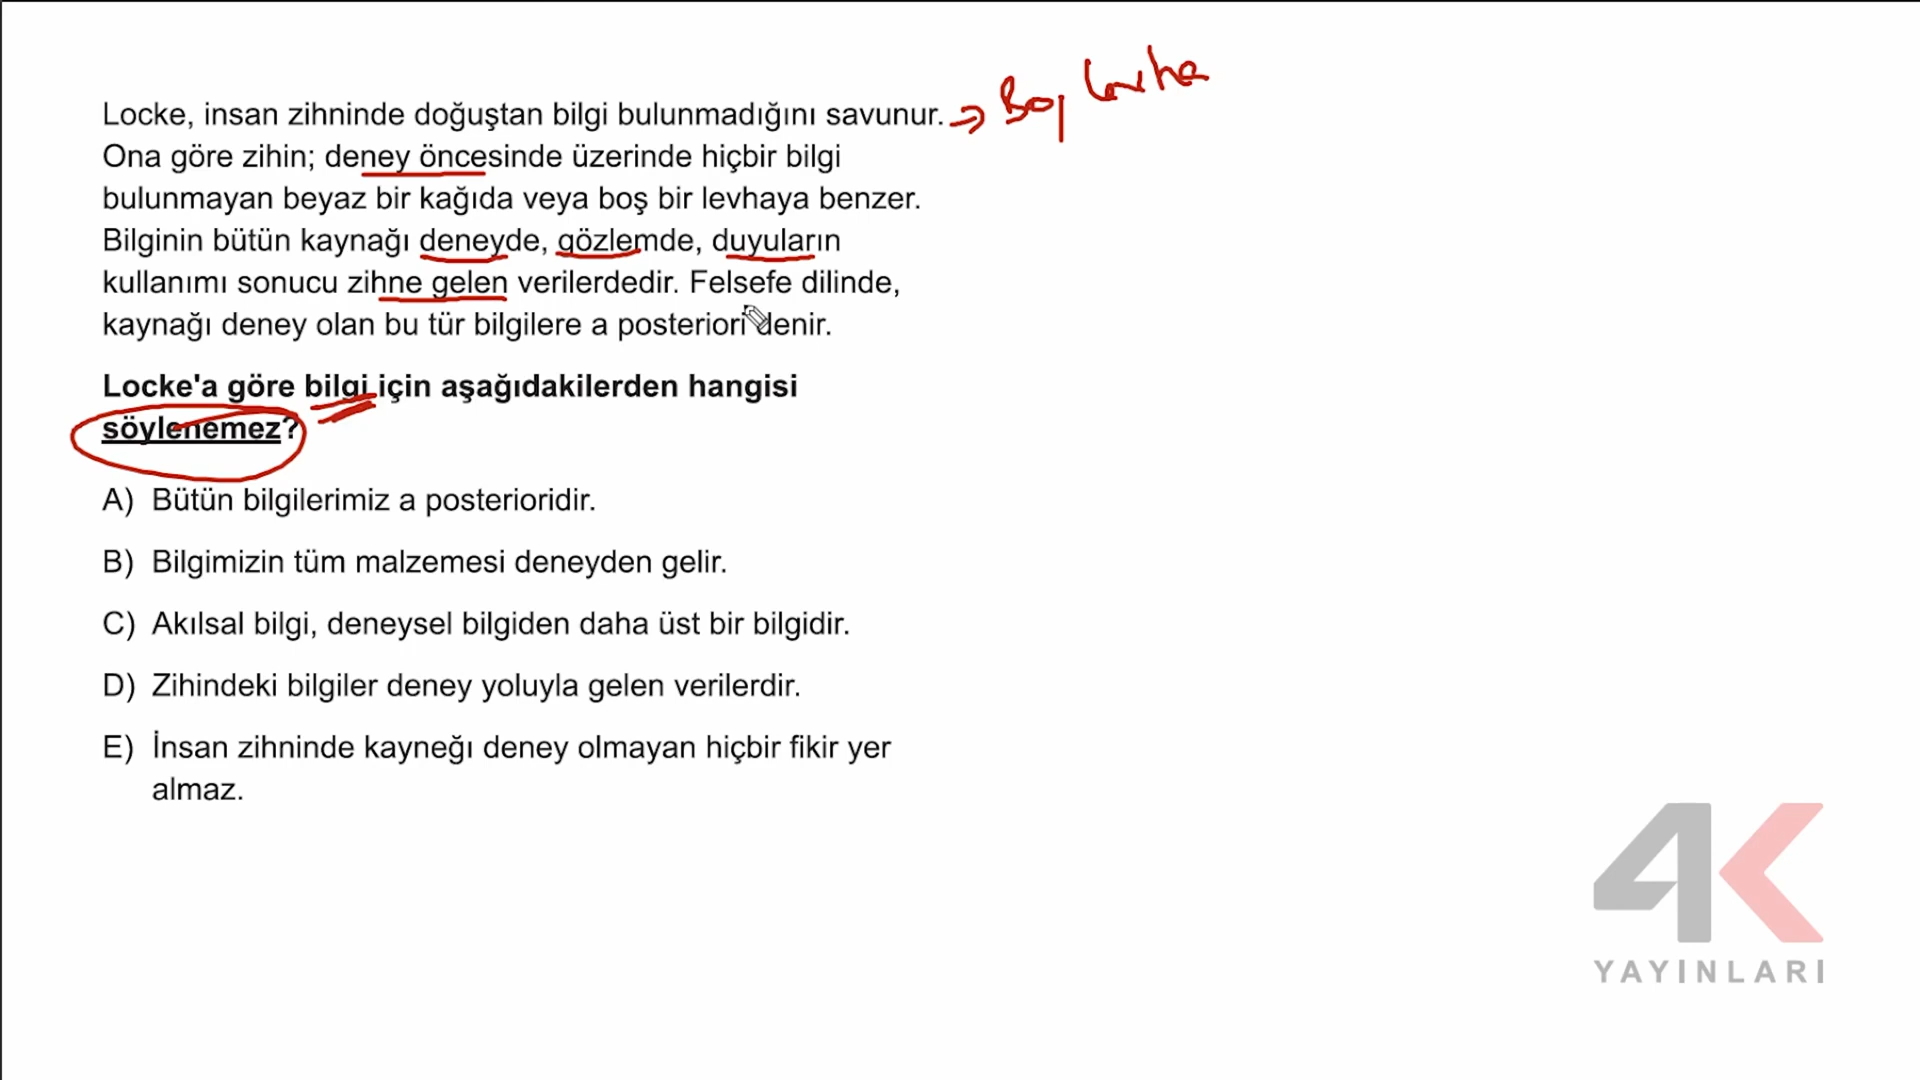 Locke, insan zihninde doğuştan bilgi bulunmadığını savunur. → Boş levha
Ona göre zihin; deney öncesinde üzerinde hiçbir bilgi
bulunmayan beyaz bir kağıda veya boş bir levhaya benzer.
Bilginin bütün kaynağı deneyde, gözlemde, duyuların
kullanımı sonucu zihne gelen verilerdedir. Felsefe dilinde,
kaynağı deney olan bu tür bilgilere a posteriori denir.
Locke'a göre bilgi için aşağıdakilerden hangisi
söylenemez?
A) Bütün bilgilerimiz a posterioridir.
B) Bilgimizin tüm malzemesi deneyden gelir.
C) Akılsal bilgi, deneysel bilgiden daha üst bir bilgidir.
D) Zihindeki bilgiler deney yoluyla gelen verilerdir.
E) İnsan zihninde kayneğı deney olmayan hiçbir fikir yer
almaz.
4K
YAYINLARI